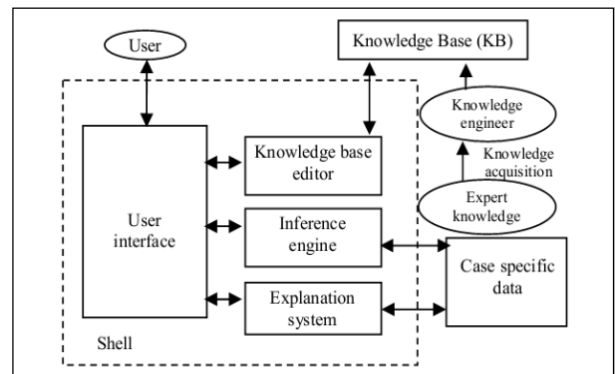 User
Knowledge Base (KB)
Knowledge
engineer
Knowledge
acquisition
Expert
knowledge
User
interface
Knowledge base
editor
Inference
engine
Explanation
system
Case specific
data
Shell